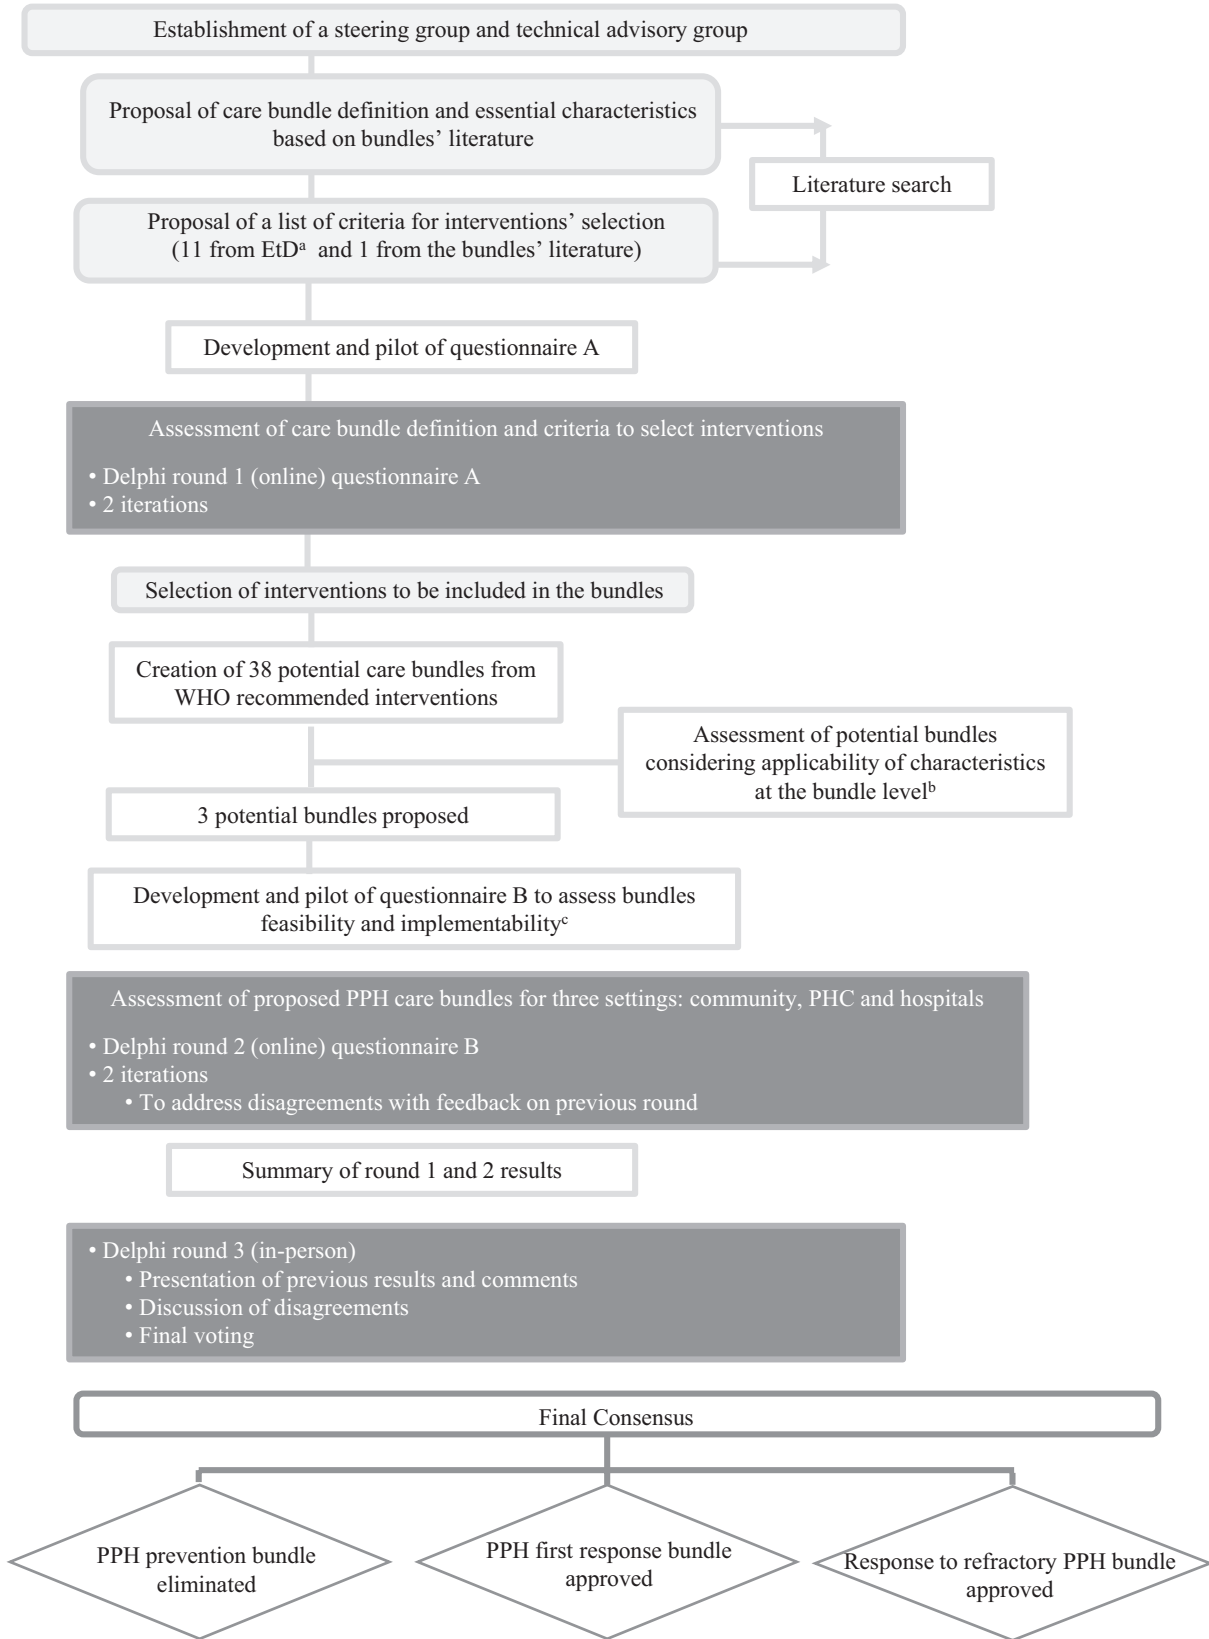 Establishment of a steering group and technical advisory group
Proposal of care bundle definition and essential characteristics
based on bundles’ literature
Literature search
Proposal of a list of criteria for interventions’ selection
(11 from EtDᵃ and 1 from the bundles’ literature)
Development and pilot of questionnaire A
Assessment of care bundle definition and criteria to select interventions
• Delphi round 1 (online) questionnaire A
• 2 iterations
Selection of interventions to be included in the bundles
Creation of 38 potential care bundles from
WHO recommended interventions
Assessment of potential bundles
considering applicability of characteristics
at the bundle levelᵇ
3 potential bundles proposed
Development and pilot of questionnaire B to assess bundles
feasibility and implementabilityᶜ
Assessment of proposed PPH care bundles for three settings: community, PHC and hospitals
• Delphi round 2 (online) questionnaire B
• 2 iterations
• To address disagreements with feedback on previous round
Summary of round 1 and 2 results
• Delphi round 3 (in-person)
• Presentation of previous results and comments
• Discussion of disagreements
• Final voting
Final Consensus
PPH prevention bundle
eliminated
PPH first response bundle
approved
Response to refractory PPH bundle
approved